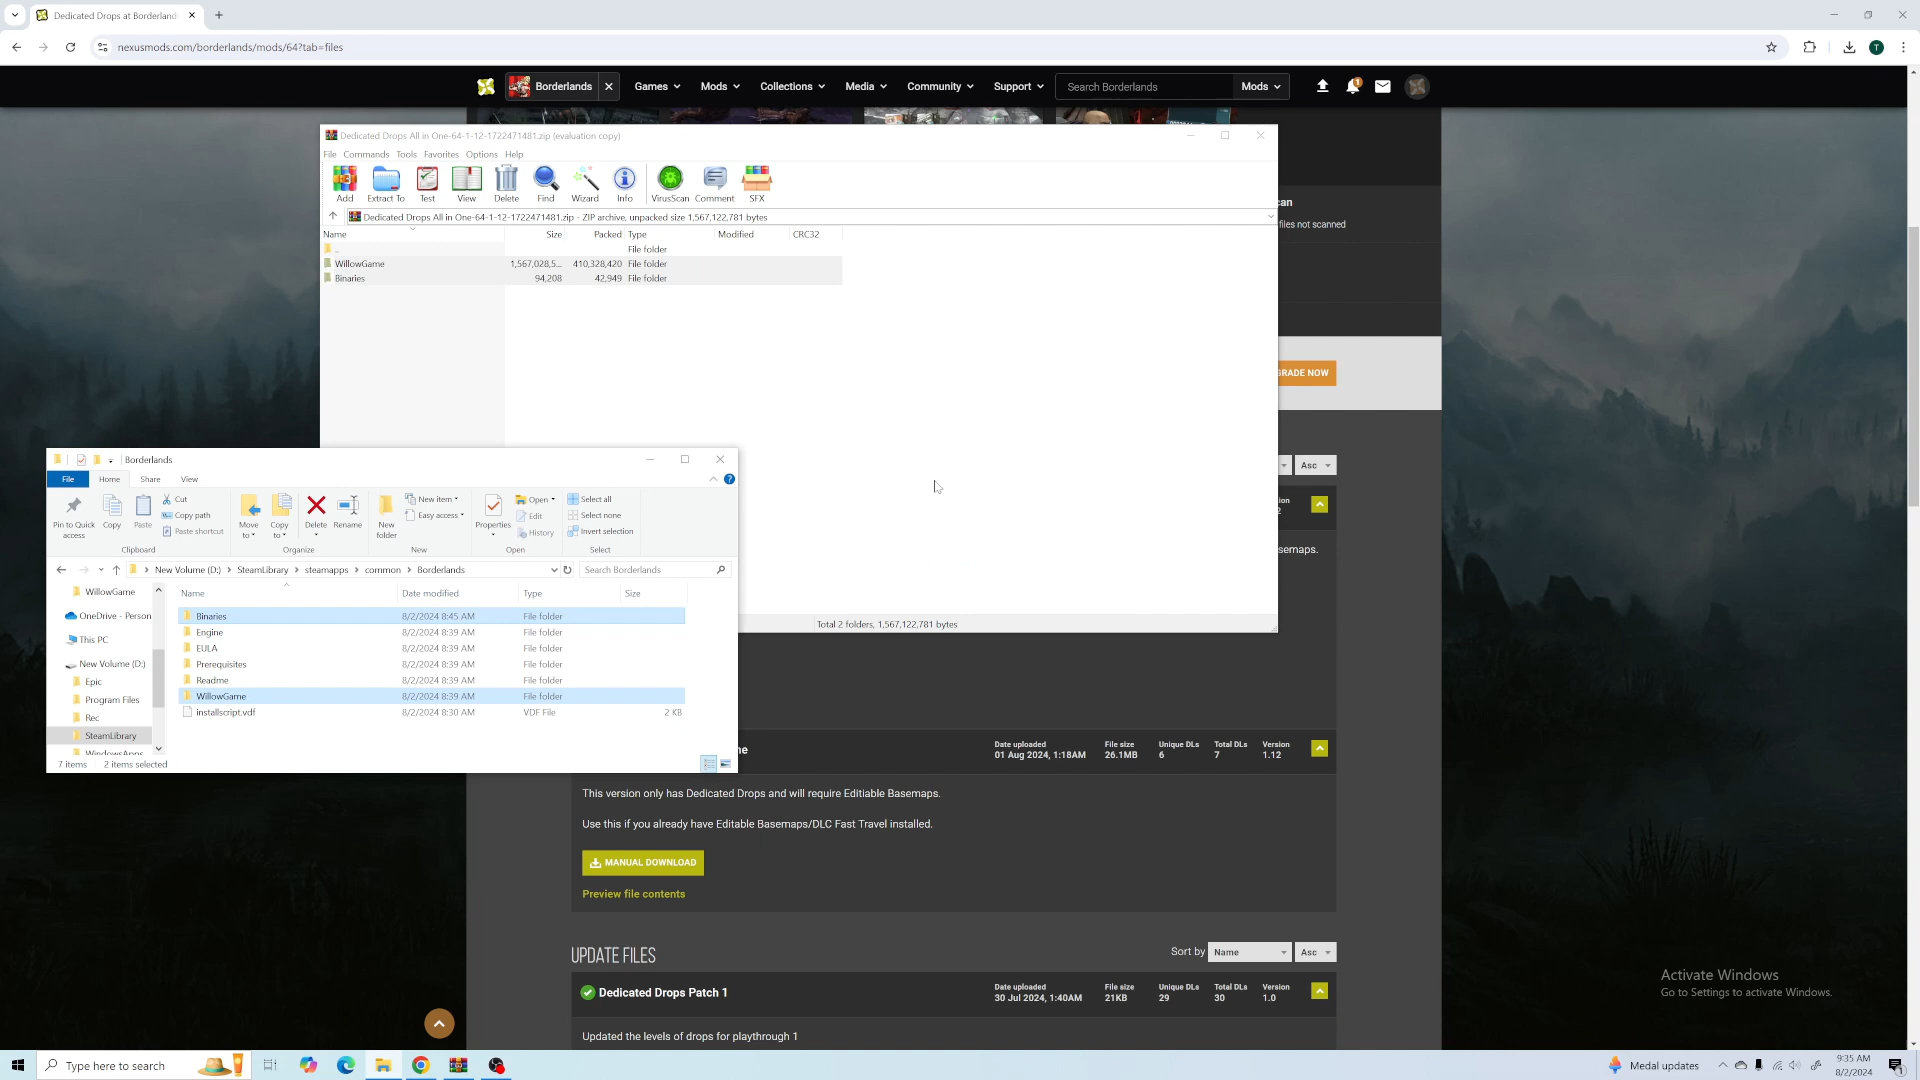 Dedicated Drops at Borderland
nexusmods.com/borderlands/mods/64?tab=files
T
Borderlands
Games
Mods
Collections
Media
Community
Support
Search Borderlands
Mods
1
Dedicated Drops All in One-64-1-12-1722471481.zip (evaluation copy)
File Commands Tools Favorites Options Help
Add Extract To Test View Delete Find Wizard Info VirusScan Comment SFX
Dedicated Drops All in One-64-1-12-1722471481.zip - ZIP archive, unpacked size 1,567,122,781 bytes
Name Size Packed Type Modified CRC32
.. File folder
WillowGame 1,567,028,5... 410,328,420 File folder
Binaries 94,208 42,949 File folder
Total 2 folders, 1,567,122,781 bytes
can
files not scanned
GRADE NOW
Asc
ion
2
semaps.
Borderlands
File Home Share View
Pin to Quick access
Copy
Paste
Cut
Copy path
Paste shortcut
Clipboard
Move to
Copy to
Delete
Rename
Organize
New folder
New item
Easy access
New
Properties
Open
Edit
History
Open
Select all
Select none
Invert selection
Select
New Volume (D:) > SteamLibrary > steamapps > common > Borderlands
Search Borderlands
WillowGame
OneDrive - Person
This PC
New Volume (D:)
Epic
Program Files
Rec
SteamLibrary
WindowsApps
Name Date modified Type Size
Binaries 8/2/2024 8:45 AM File folder
Engine 8/2/2024 8:39 AM File folder
EULA 8/2/2024 8:39 AM File folder
Prerequisites 8/2/2024 8:39 AM File folder
Readme 8/2/2024 8:39 AM File folder
WillowGame 8/2/2024 8:39 AM File folder
installscript.vdf 8/2/2024 8:30 AM VDF File 2 KB
7 items 2 items selected
ne
Date uploaded
01 Aug 2024, 1:18AM
File size
26.1MB
Unique DLs
6
Total DLs
7
Version
1.12
This version only has Dedicated Drops and will require Editiable Basemaps.
Use this if you already have Editable Basemaps/DLC Fast Travel installed.
MANUAL DOWNLOAD
Preview file contents
UPDATE FILES
Sort by Name Asc
Dedicated Drops Patch 1
Date uploaded
30 Jul 2024, 1:40AM
File size
21KB
Unique DLs
29
Total DLs
30
Version
1.0
Updated the levels of drops for playthrough 1
Activate Windows
Go to Settings to activate Windows.
Type here to search
Medal updates
9:35 AM
8/2/2024
1